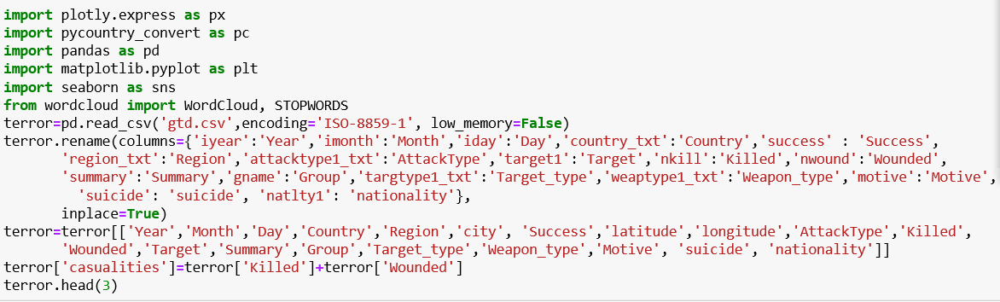 import plotly.express as px
import pycountry_convert as pc
import pandas as pd
import matplotlib.pyplot as plt
import seaborn as sns
from wordcloud import WordCloud, STOPWORDS
terror=pd.read_csv('gtd.csv',encoding='ISO-8859-1', low_memory=False)
terror.rename(columns={'iyear':'Year','imonth':'Month','iday':'Day','country_txt':'Country','success' : 'Success',
'region_txt':'Region','attacktype1_txt':'AttackType','target1':'Target','nkill':'Killed','nwound':'Wounded',
'summary':'Summary','gname':'Group','targtype1_txt':'Target_type','weaptype1_txt':'Weapon_type','motive':'Motive',
'suicide': 'suicide', 'natlty1': 'nationality'},
inplace=True)
terror=terror[['Year','Month','Day','Country','Region','city', 'Success','latitude','longitude','AttackType','Killed',
'Wounded','Target','Summary','Group','Target_type','Weapon_type','Motive', 'suicide', 'nationality']]
terror['casualities']=terror['Killed']+terror['Wounded']
terror.head(3)